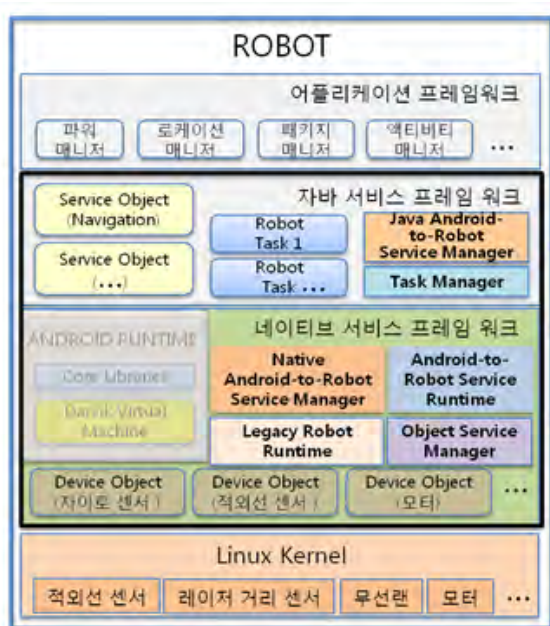 ROBOT
어플리케이션 프레임워크
파워
매니저
로케이션
매니저
패키지
매니저
액티비티
매니저
...
자바 서비스 프레임 워크
Service Object
(Navigation)
Service Object
(...)
Robot
Task 1
Robot
Task ...
Java Android-
to-Robot
Service Manager
Task Manager
ANDROID RUNTIME
Core Libraries
Darvik Virtual
Machine
네이티브 서비스 프레임 워크
Native
Android-to-Robot
Service Manager
Android-to-
Robot Service
Runtime
Legacy Robot
Runtime
Object Service
Manager
Device Object
(자이로 센서 )
Device Object
(적외선 센서 )
Device Object
(모터)
...
Linux Kernel
적외선 센서
레이저 거리 센서
무선랜
모터
...